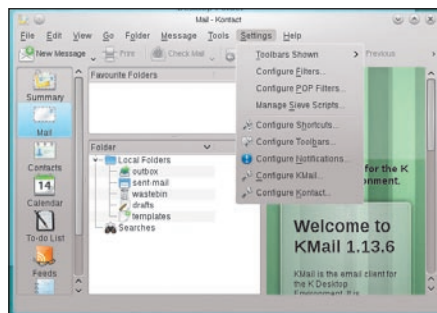 Mail - Kontact
File Edit View Go Folder Message Tools Settings Help
New Message Print Check Mail Previous
Toolbars Shown
Configure Filters...
Configure POP Filters...
Manage Sieve Scripts...
Configure Shortcuts...
Configure Toolbars...
Configure Notifications...
Configure KMail...
Configure Kontact...
Summary
Mail
Contacts
14
Calendar
To-do List
Feeds
Favourite Folders
Folder
Local Folders
outbox
sent-mail
wastebin
drafts
templates
Searches
for the K
onment.
Welcome to
KMail 1.13.6
KMail is the email client for
the K Desktop
Environment. It is